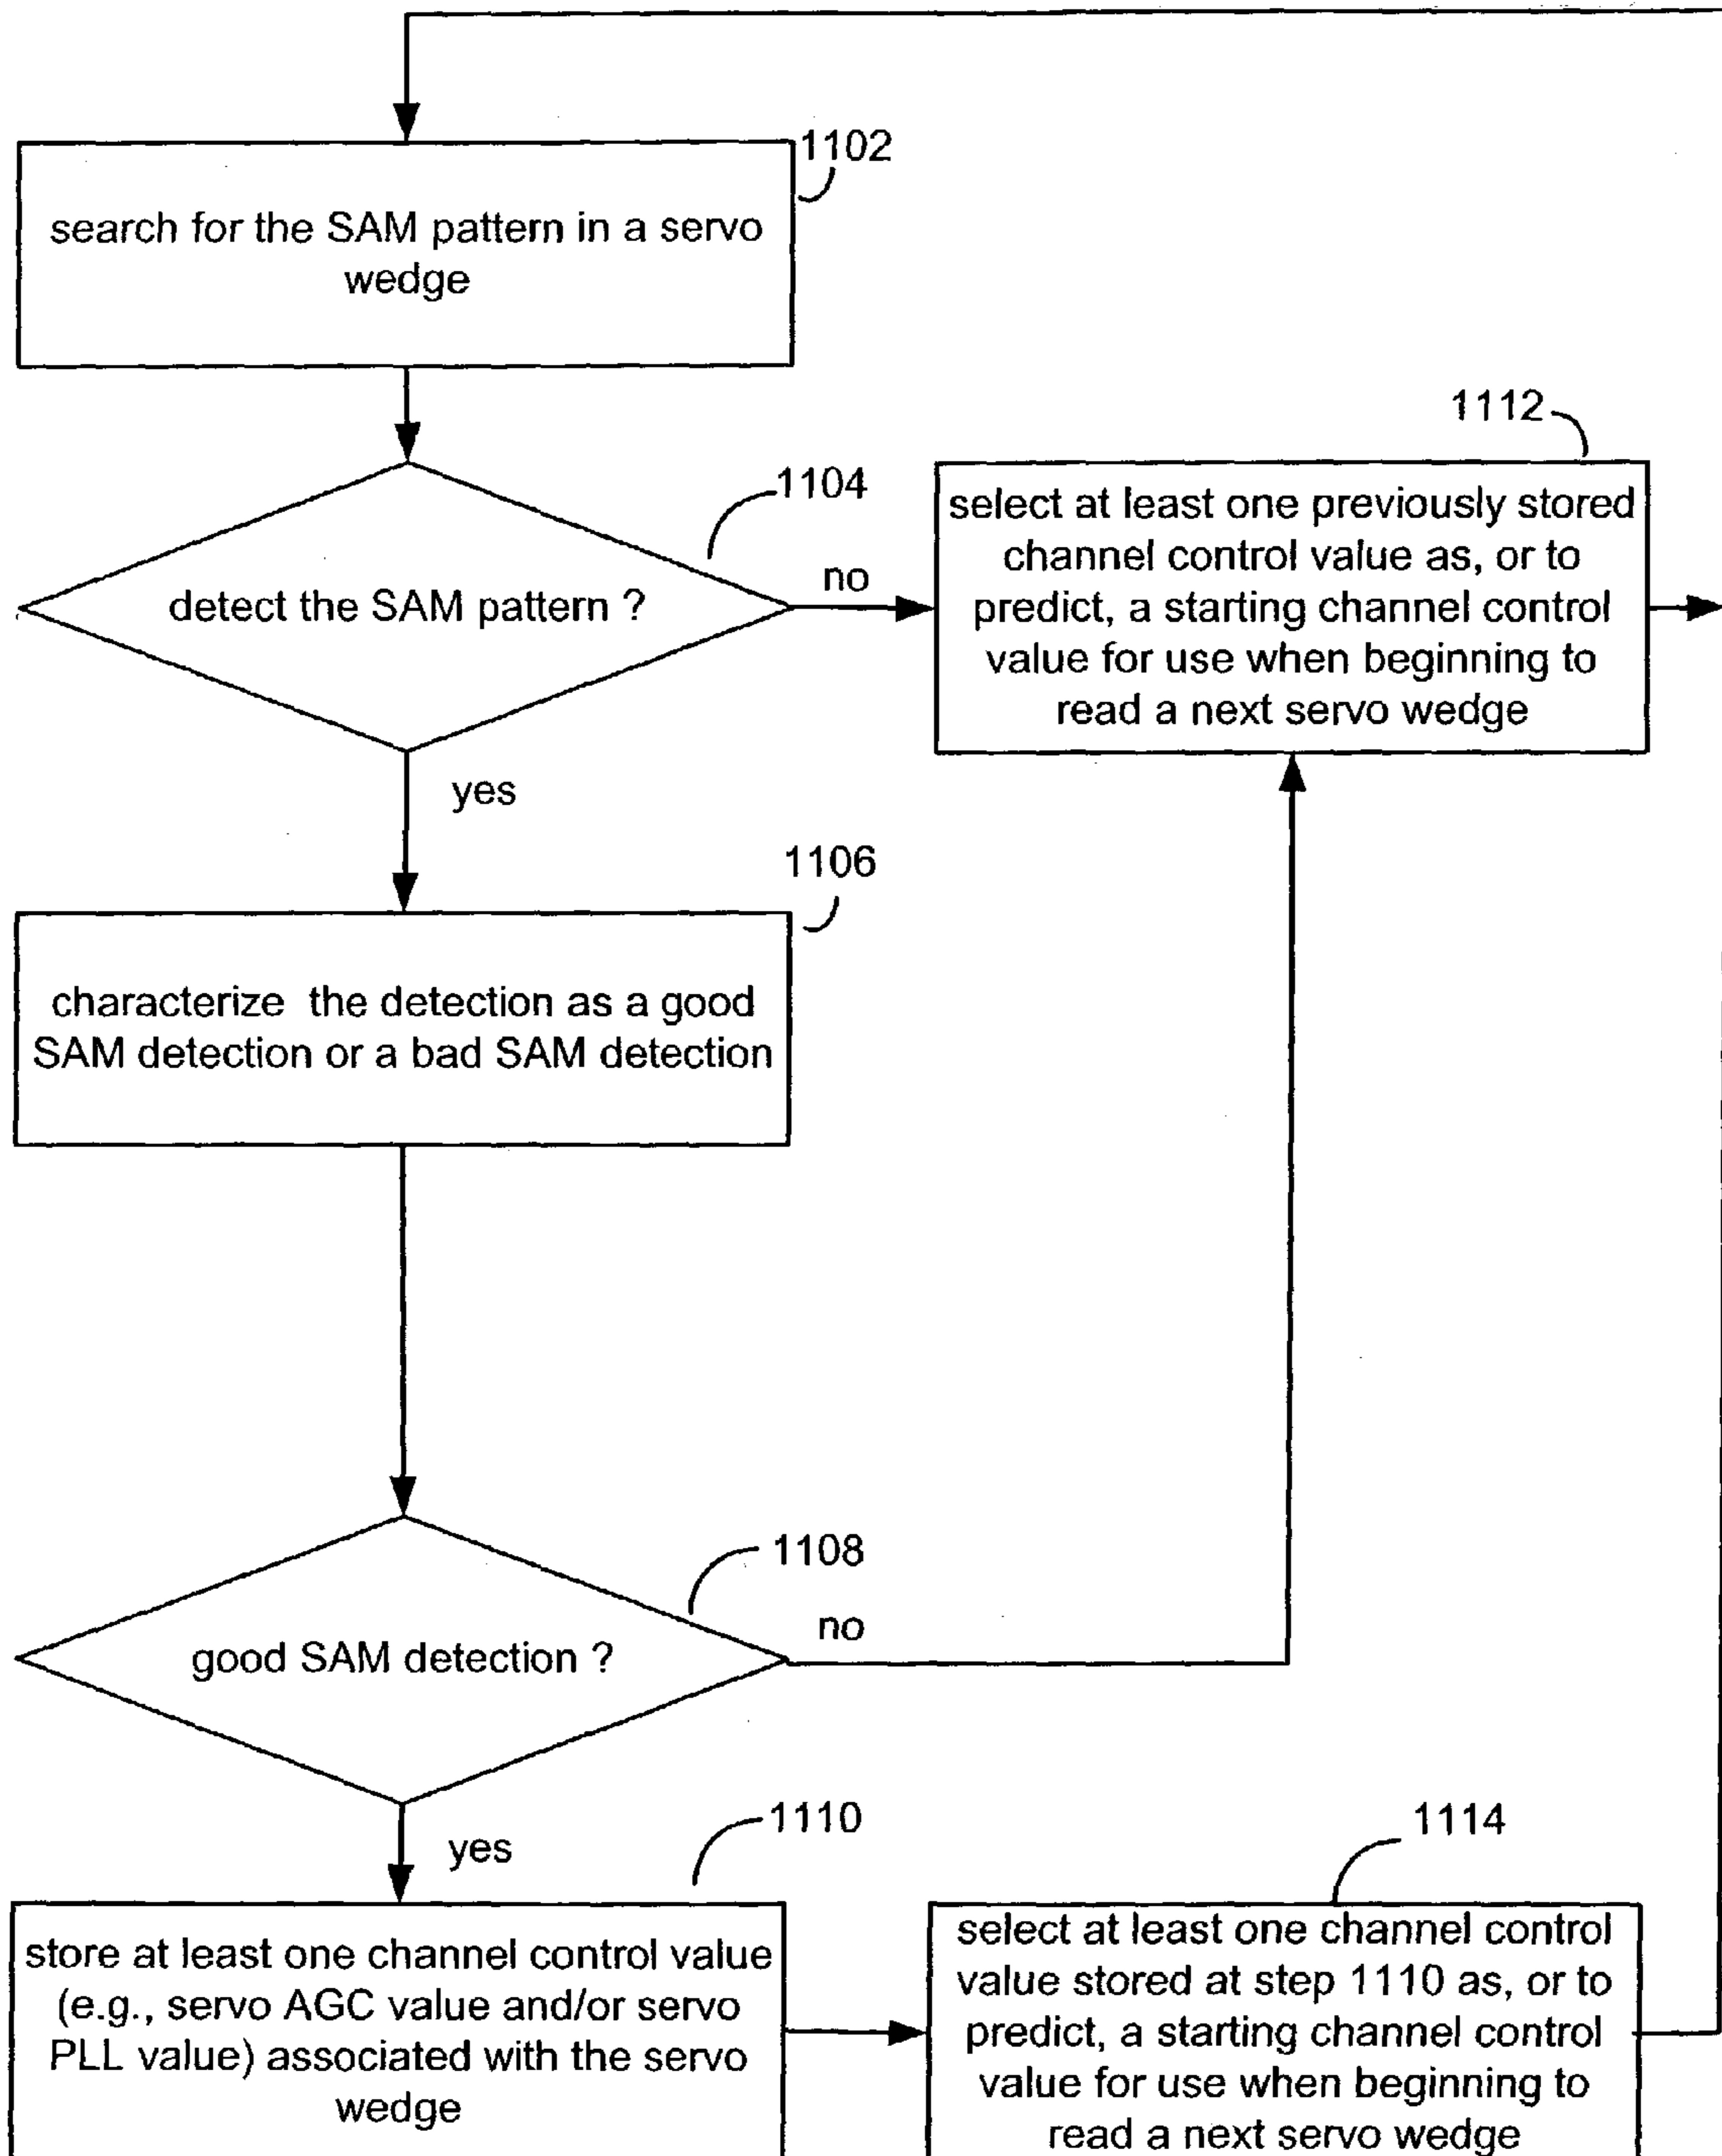 1102
search for the SAM pattern in a servo
wedge
1104
detect the SAM pattern ?
no
yes
1112
select at least one previously stored
channel control value as, or to
predict, a starting channel control
value for use when beginning to
read a next servo wedge
1106
characterize the detection as a good
SAM detection or a bad SAM detection
1108
good SAM detection ?
no
yes
1110
store at least one channel control value
(e.g., servo AGC value and/or servo
PLL value) associated with the servo
wedge
1114
select at least one channel control
value stored at step 1110 as, or to
predict, a starting channel control
value for use when beginning to
read a next servo wedge